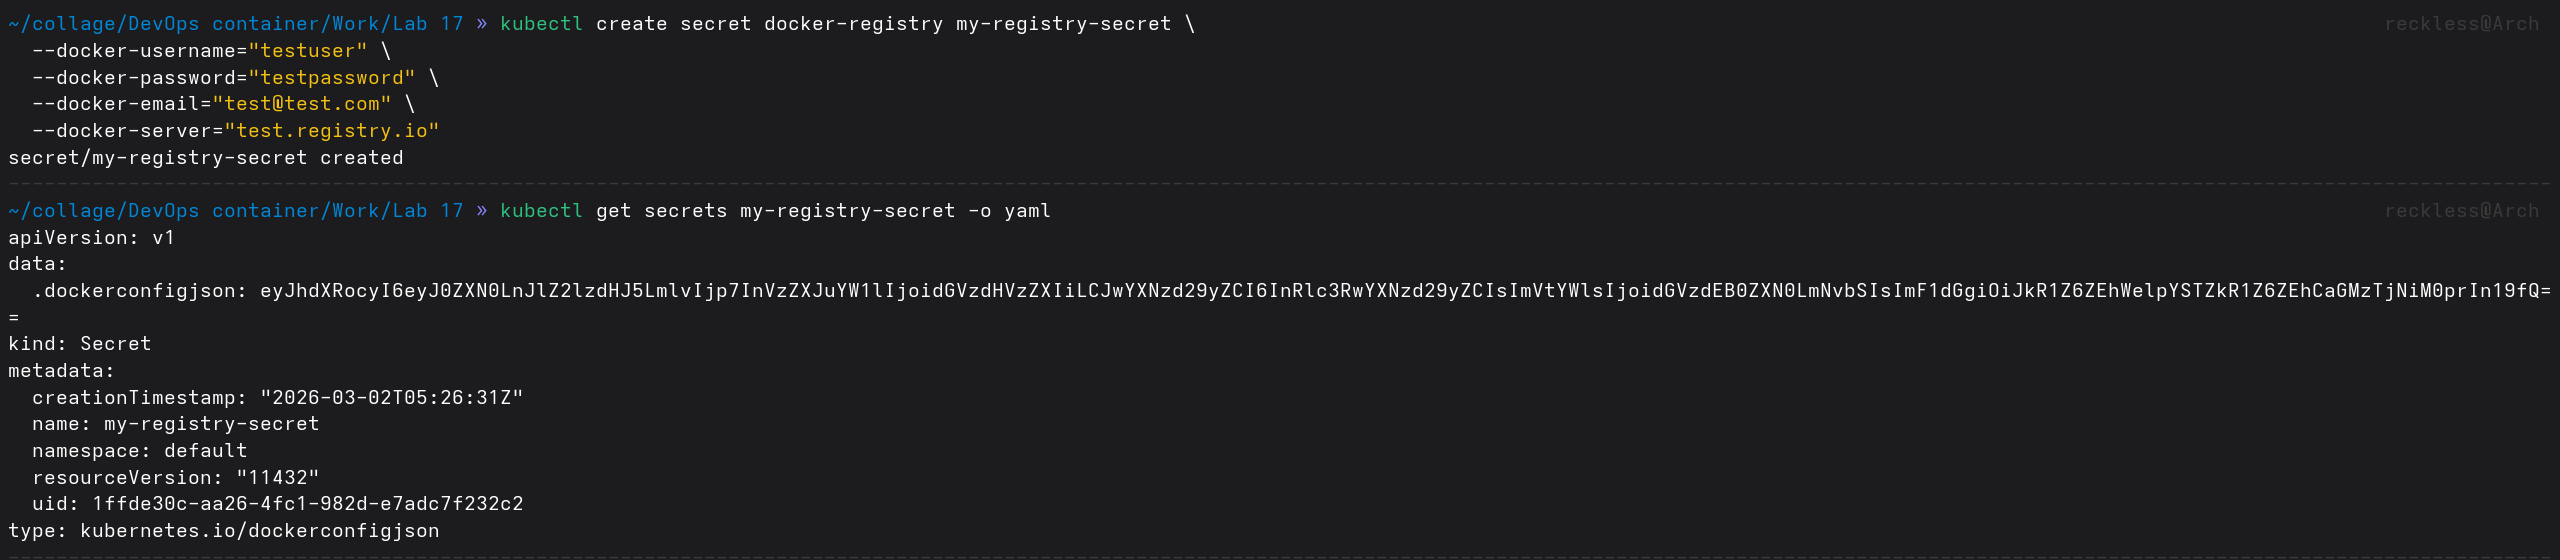 ~/collage/DevOps container/Work/Lab 17 » kubectl create secret docker-registry my-registry-secret \ reckless@Arch
  --docker-username="testuser" \
  --docker-password="testpassword" \
  --docker-email="test@test.com" \
  --docker-server="test.registry.io"
secret/my-registry-secret created
~/collage/DevOps container/Work/Lab 17 » kubectl get secrets my-registry-secret -o yaml reckless@Arch
apiVersion: v1
data:
  .dockerconfigjson: eyJhdXRocyI6eyJ0ZXN0LnJlZ2lzdHJ5LmlvIjp7InVzZXJuYW1lIjoidGVzdHVzZXIiLCJwYXNzd29yZCI6InRlc3RwYXNzd29yZCIsImVtYWlsIjoidGVzdEB0ZXN0LmNvbSIsImF1dGgiOiJkR1Z6ZEhWelpYSTZkR1Z6ZEhCaGMzTjNiM0prIn19fQ=
=
kind: Secret
metadata:
  creationTimestamp: "2026-03-02T05:26:31Z"
  name: my-registry-secret
  namespace: default
  resourceVersion: "11432"
  uid: 1ffde30c-aa26-4fc1-982d-e7adc7f232c2
type: kubernetes.io/dockerconfigjson